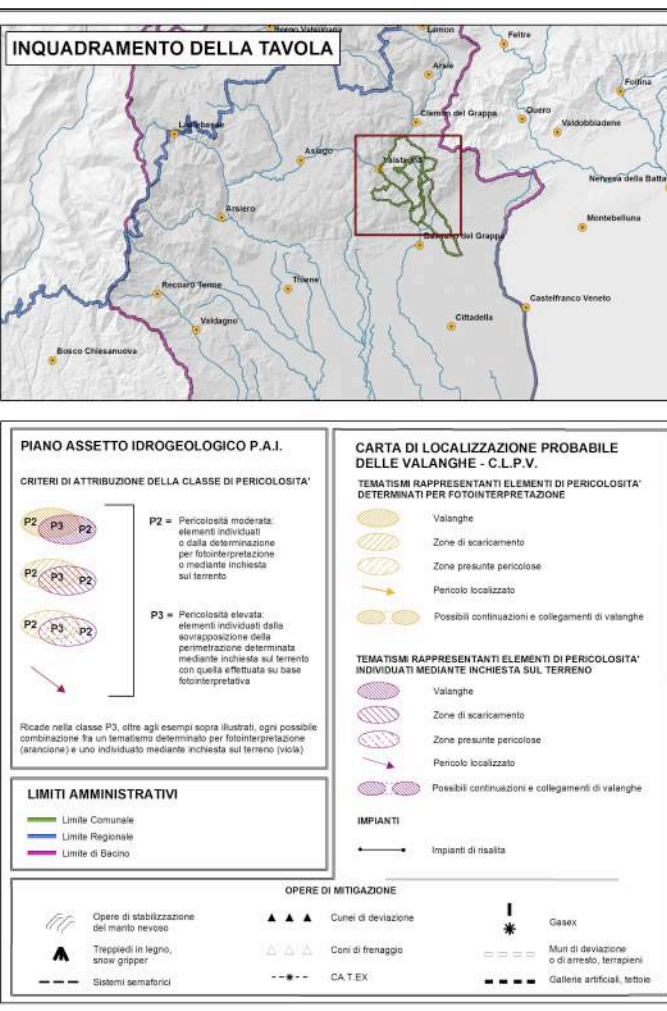 INQUADRAMENTO DELLA TAVOLA
Borgo Valsugana
Lamon
Feltre
Arsie
Follina
Cismon del Grappa
Quero
Valdobbiadene
Lastebasse
Asiago
Valstagna
Nervesa della Batta
Arsiero
Montebelluna
Bassano del Grappa
Recoaro Terme
Thiene
Castelfranco Veneto
Valdagno
Cittadella
Bosco Chiesanuova
PIANO ASSETTO IDROGEOLOGICO P.A.I.
CRITERI DI ATTRIBUZIONE DELLA CLASSE DI PERICOLOSITA'
P2 P3 P2
P2 P3 P2
P2 P3 P2
P2 = Pericolosità moderata:
elementi individuati
o dalla determinazione
per fotointerpretazione
o mediante inchiesta
sul terrento
P3 = Pericolosità elevata:
elementi individuati dalla
sovrapposizione della
perimetrazione determinata
mediante inchiesta sul terrento
con quella effettuata su base
fotointerpretativa
Ricade nella classe P3, oltre agli esempi sopra illustrati, ogni possibile
combinazione fra un tematismo determinato per fotointerpretazione
(arancione) e uno individuato mediante inchiesta sul terreno (viola)
LIMITI AMMINISTRATIVI
Limite Comunale
Limite Regionale
Limite di Bacino
CARTA DI LOCALIZZAZIONE PROBABILE
DELLE VALANGHE - C.L.P.V.
TEMATISMI RAPPRESENTANTI ELEMENTI DI PERICOLOSITA'
DETERMINATI PER FOTOINTERPRETAZIONE
Valanghe
Zone di scaricamento
Zone presunte pericolose
Pericolo localizzato
Possibili continuazioni e collegamenti di valanghe
TEMATISMI RAPPRESENTANTI ELEMENTI DI PERICOLOSITA'
INDIVIDUATI MEDIANTE INCHIESTA SUL TERRENO
Valanghe
Zone di scaricamento
Zone presunte pericolose
Pericolo localizzato
Possibili continuazioni e collegamenti di valanghe
IMPIANTI
Impianti di risalita
OPERE DI MITIGAZIONE
Opere di stabilizzazione
del manto nevoso
Treppiedi in legno,
snow gripper
Sistemi semaforici
Cunei di deviazione
Coni di frenaggio
CA.T.EX
Gasex
Muri di deviazione
o di arresto, terrapieni
Gallerie artificiali, tettoie